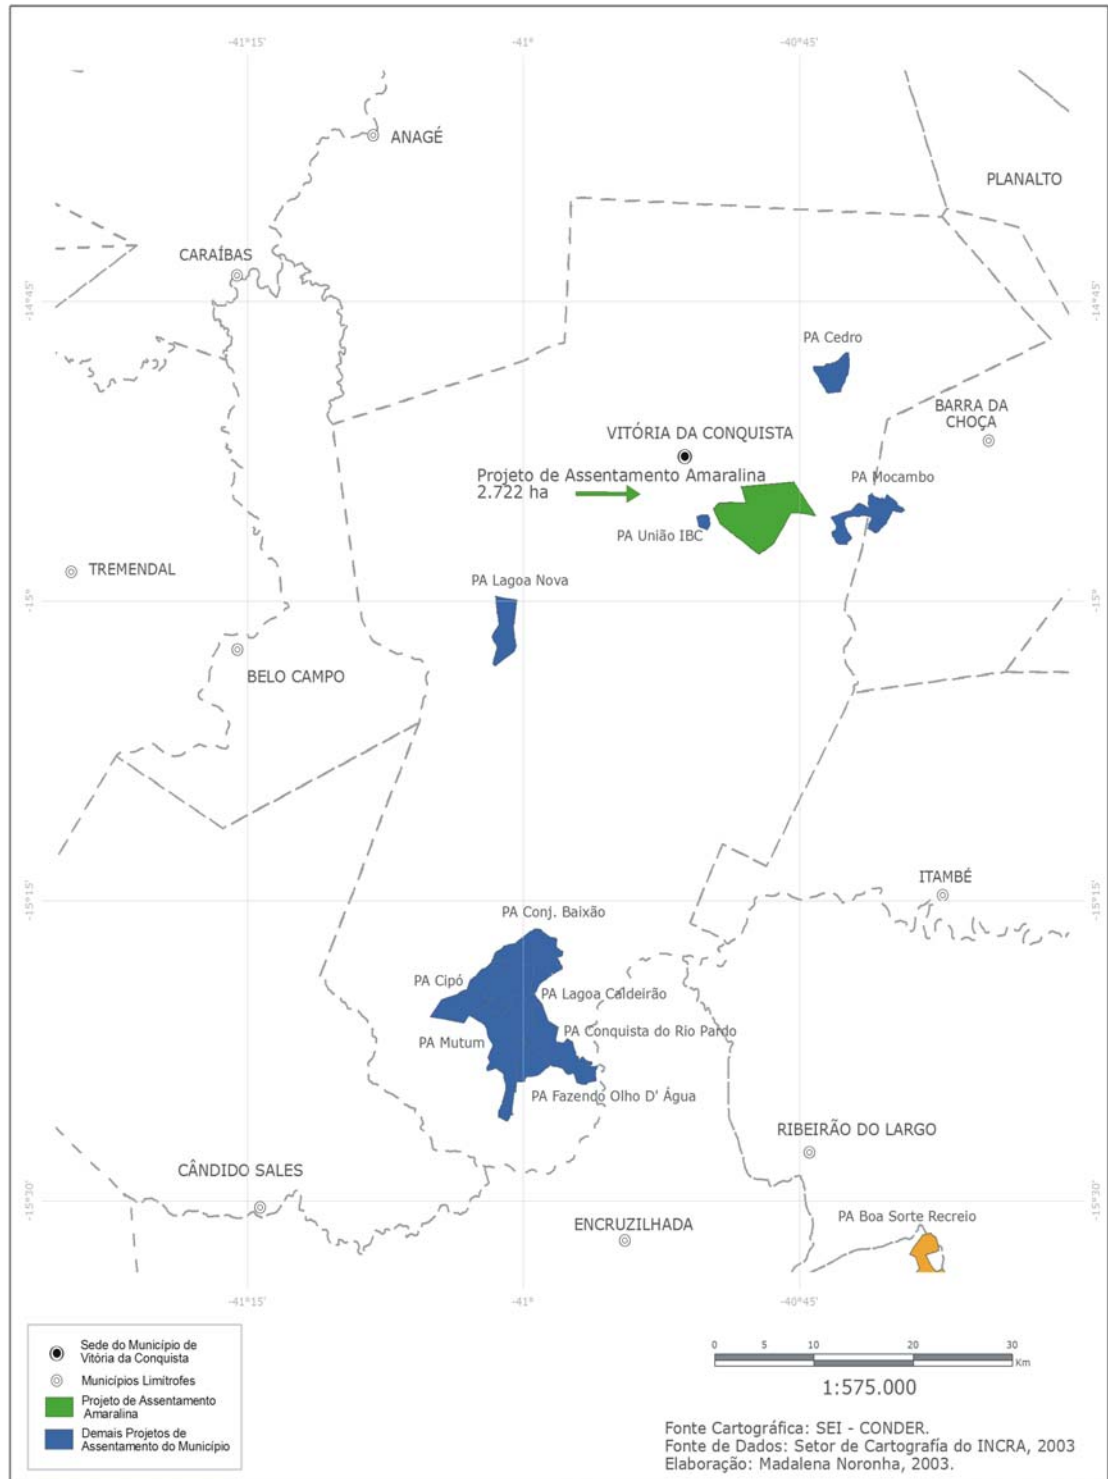 -41°15'
-41°
-40°45'
ANAGÉ
PLANALTO
CARAÍBAS
-14°45'
-14°45'
PA Cedro
BARRA DA
CHOÇA
VITÓRIA DA CONQUISTA
Projeto de Assentamento Amaralina
2.722 ha
PA Mocambo
PA União IBC
TREMENDAL
PA Lagoa Nova
-15°
-15°
BELO CAMPO
ITAMBÉ
-15°15'
-15°15'
PA Conj. Baixão
PA Cipó
PA Lagoa Caldeirão
PA Conquista do Rio Pardo
PA Mutum
PA Fazendo Olho D' Água
RIBEIRÃO DO LARGO
CÂNDIDO SALES
-15°30'
-15°30'
PA Boa Sorte Recreio
ENCRUZILHADA
-41°15'
-41°
-40°45'
Sede do Município de
Vitória da Conquista
Municípios Limítrofes
Projeto de Assentamento
Amaralina
Demais Projetos de
Assentamento do Município
0 5 10 20 30
Km
1:575.000
Fonte Cartográfica: SEI - CONDER.
Fonte de Dados: Setor de Cartografía do INCRA, 2003
Elaboração: Madalena Noronha, 2003.